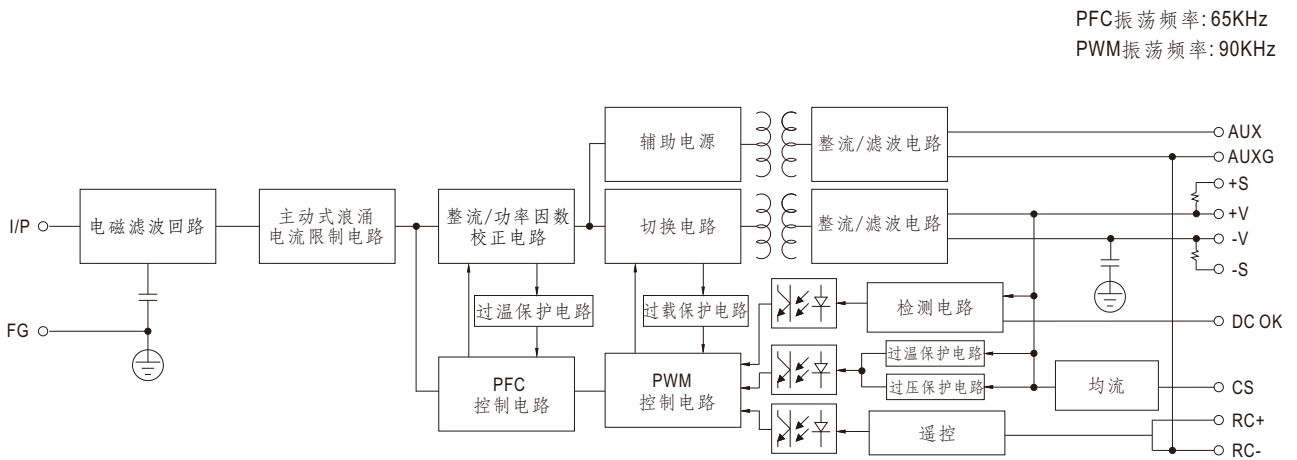 PFC振荡频率: 65KHz
PWM振荡频率: 90KHz
辅助电源
整流/滤波电路
AUX
AUXG
+S
I/P
电磁滤波回路
主动式浪涌
电流限制电路
整流/功率因数
校正电路
切换电路
整流/滤波电路
+V
-V
-S
过温保护电路
过载保护电路
检测电路
DC OK
FG
过温保护电路
PFC
控制电路
PWM
控制电路
过压保护电路
均流
CS
遥控
RC+
RC-